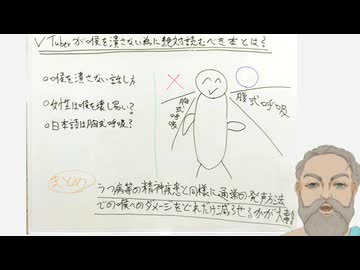 ✓Tuberが喉を潰さない為に絶対読むべき本とは?
○喉を潰さない話し方
○女性は喉を壊し易い?
○日本語は胸式呼吸?
×
胸式呼吸
○
腹式呼吸
まとめ
うつ病等の精神疾患と同様に通常の発声方法
での喉へのダメージをどれだけ減らせるかが大事!